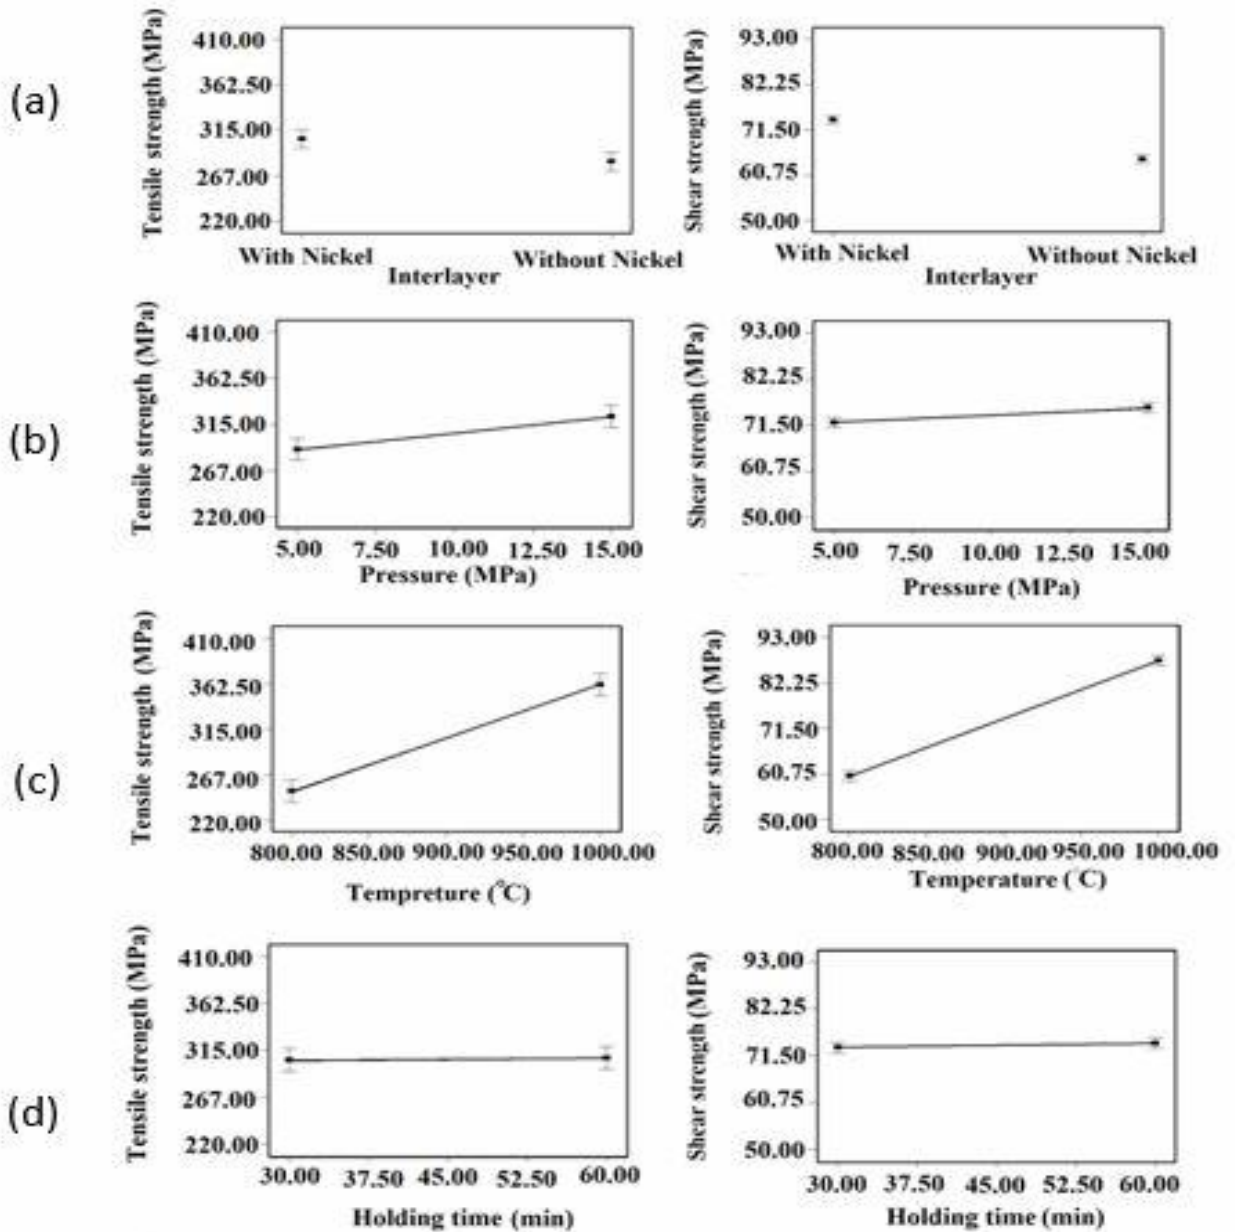 (a)
Tensile strength (MPa)
410.00
362.50
315.00
267.00
220.00
With Nickel
Without Nickel
Interlayer
Shear strength (MPa)
93.00
82.25
71.50
60.75
50.00
With Nickel
Without Nickel
Interlayer
(b)
Tensile strength (MPa)
410.00
362.50
315.00
267.00
220.00
5.00 7.50 10.00 12.50 15.00
Pressure (MPa)
Shear strength (MPa)
93.00
82.25
71.50
60.75
50.00
5.00 7.50 10.00 12.50 15.00
Pressure (MPa)
(c)
Tensile strength (MPa)
410.00
362.50
315.00
267.00
220.00
800.00 850.00 900.00 950.00 1000.00
Tempreture (°C)
Shear strength (MPa)
93.00
82.25
71.50
60.75
50.00
800.00 850.00 900.00 950.00 1000.00
Temperature (°C)
(d)
Tensile strength (MPa)
410.00
362.50
315.00
267.00
220.00
30.00 37.50 45.00 52.50 60.00
Holding time (min)
Shear strength (MPa)
93.00
82.25
71.50
60.75
50.00
30.00 37.50 45.00 52.50 60.00
Holding time (min)